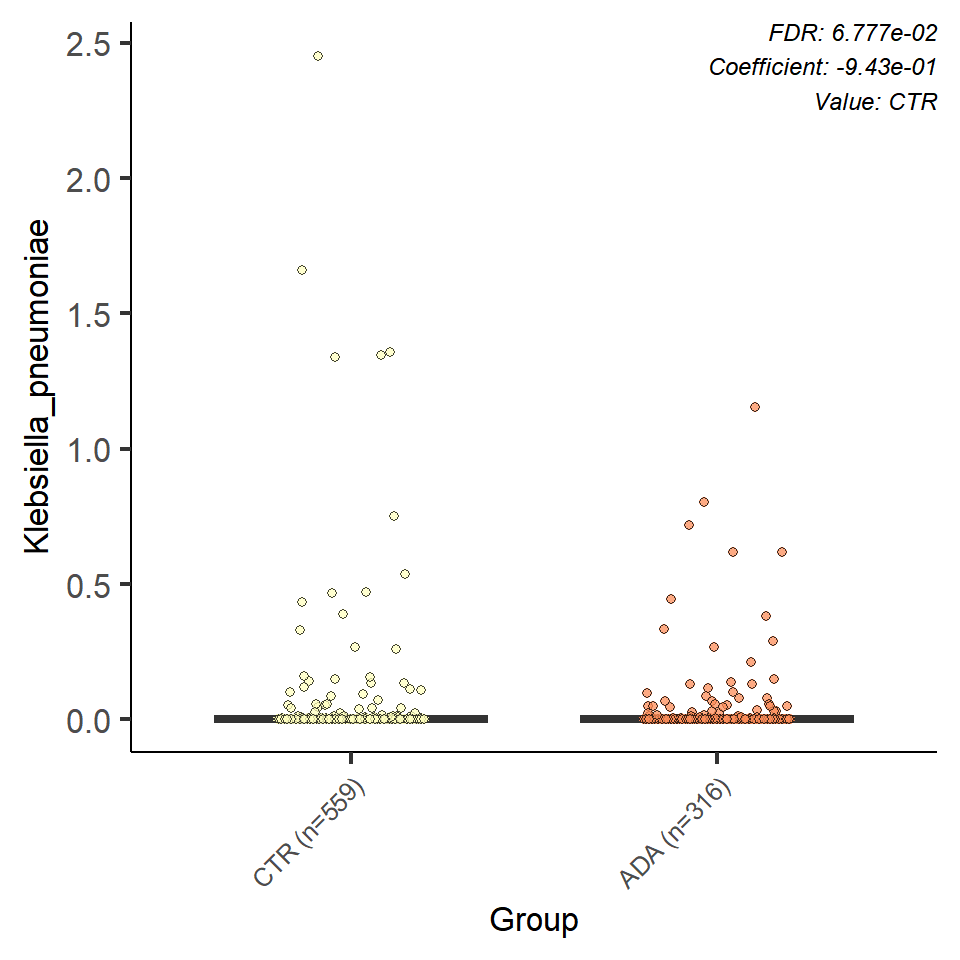 FDR: 6.777e-02
Coefficient: -9.43e-01
Value: CTR
2.5
2.0
1.5
1.0
0.5
0.0
Klebsiella_pneumoniae
CTR (n=559)
ADA (n=316)
Group